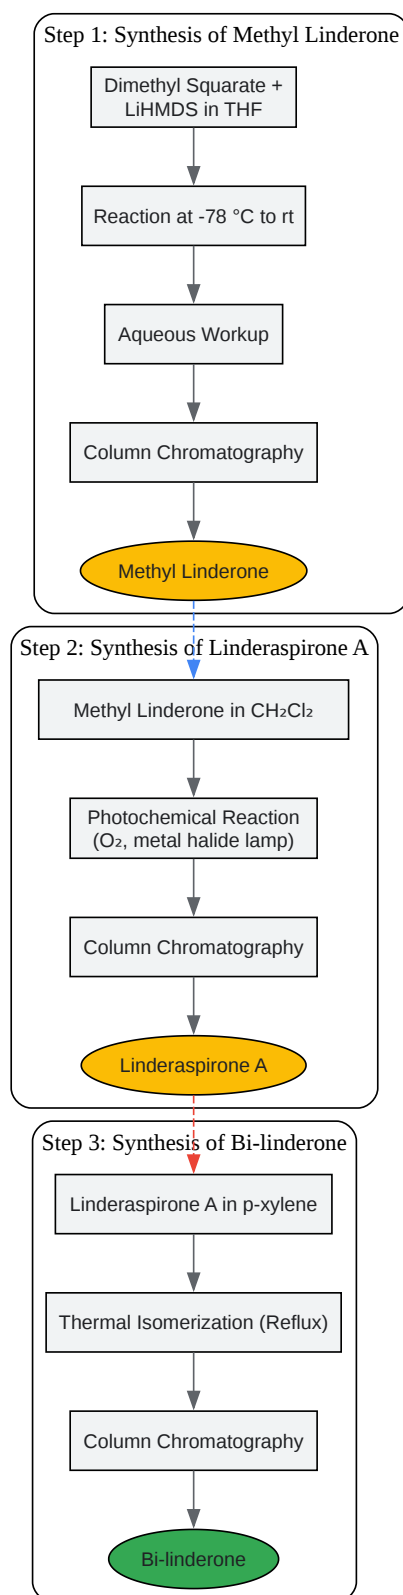 Step 1: Synthesis of Methyl Linderone
Dimethyl Squarate +
LiHMDS in THF
Reaction at -78 °C to rt
Aqueous Workup
Column Chromatography
Methyl Linderone
Step 2: Synthesis of Linderaspirone A
Methyl Linderone in CH₂Cl₂
Photochemical Reaction
(O₂, metal halide lamp)
Column Chromatography
Linderaspirone A
Step 3: Synthesis of Bi-linderone
Linderaspirone A in p-xylene
Thermal Isomerization (Reflux)
Column Chromatography
Bi-linderone